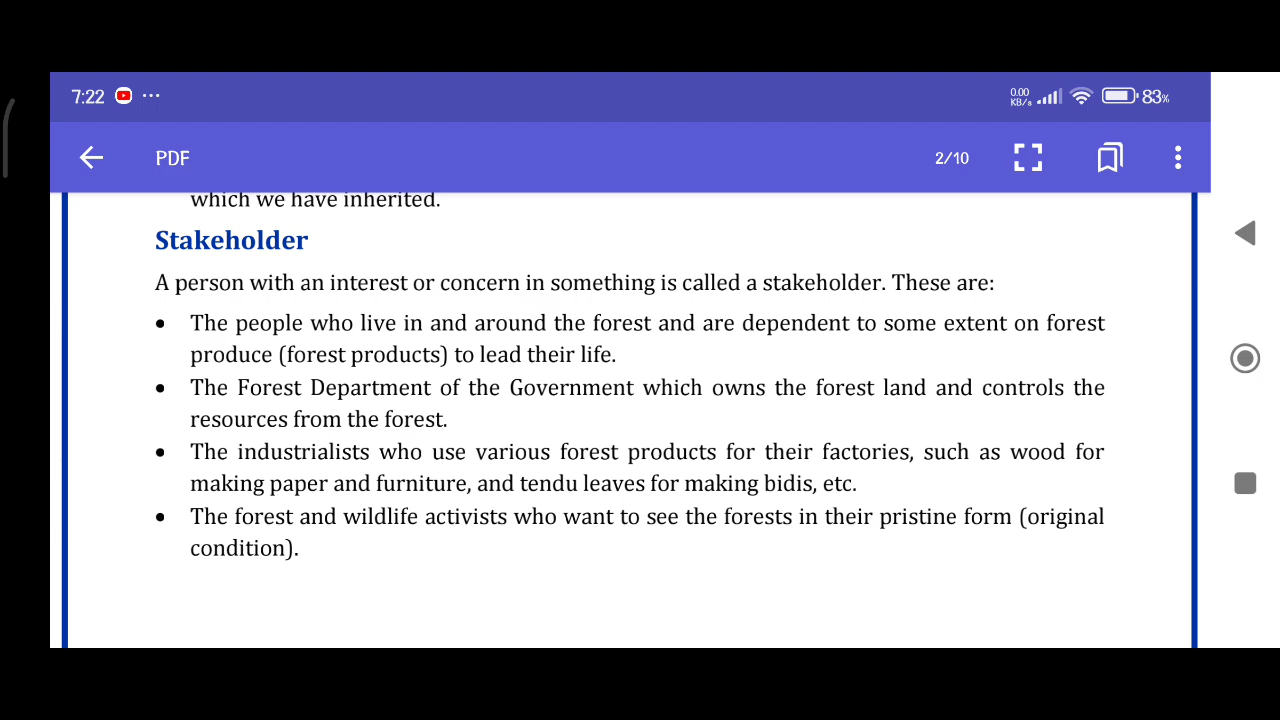 7:22 ... 0.00 KB/s 83%
PDF 2/10
which we have inherited.
Stakeholder
A person with an interest or concern in something is called a stakeholder. These are:
• The people who live in and around the forest and are dependent to some extent on forest
produce (forest products) to lead their life.
• The Forest Department of the Government which owns the forest land and controls the
resources from the forest.
• The industrialists who use various forest products for their factories, such as wood for
making paper and furniture, and tendu leaves for making bidis, etc.
• The forest and wildlife activists who want to see the forests in their pristine form (original
condition).